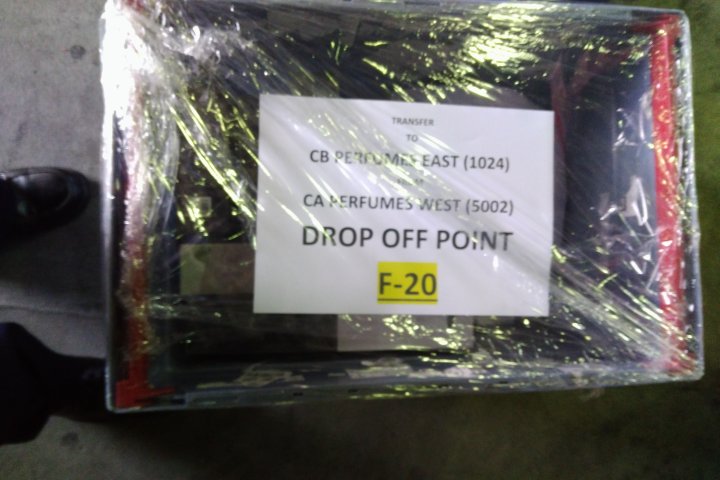 TRANSFER
TO
CB PERFUMES EAST (1024)
CA PERFUMES WEST (5002)
DROP OFF POINT
F-20